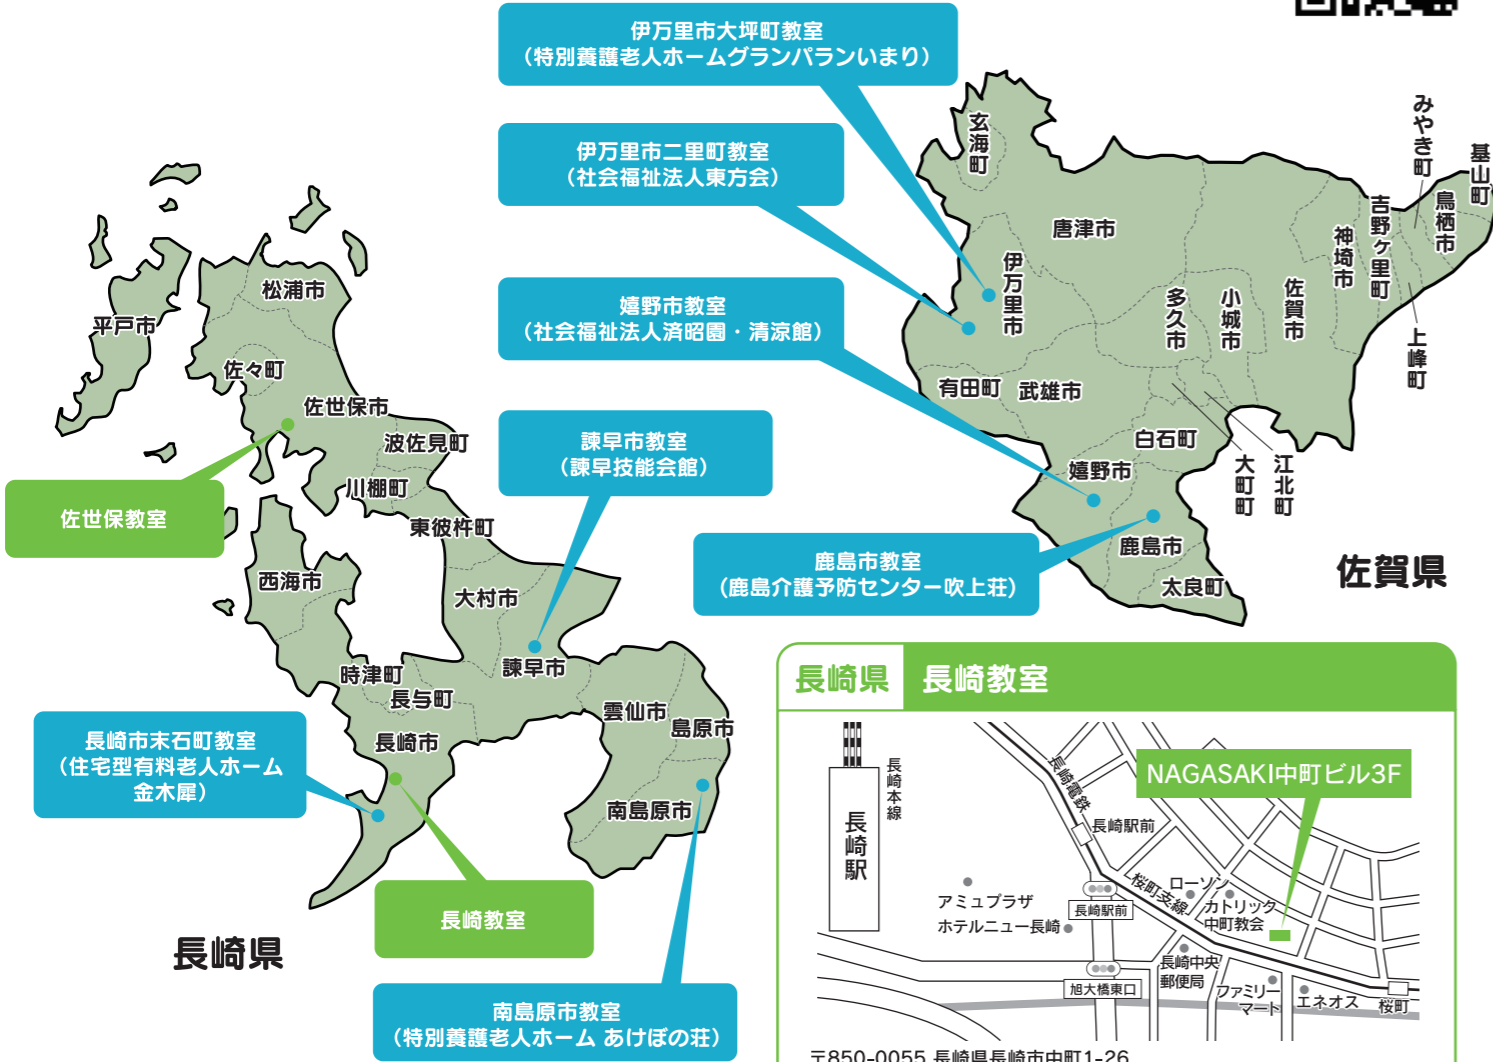 伊万里市大坪町教室
（特別養護老人ホームグランパランいまり）
伊万里市二里町教室
（社会福祉法人東方会）
嬉野市教室
（社会福祉法人済昭園・清涼館）
諫早市教室
（諫早技能会館）
鹿島市教室
（鹿島介護予防センター吹上荘）
佐世保教室
長崎市末石町教室
（住宅型有料老人ホーム
金木犀）
長崎教室
南島原市教室
（特別養護老人ホーム あけぼの荘）
平戸市
松浦市
佐々町
佐世保市
波佐見町
川棚町
東彼杵町
西海市
大村市
時津町
長与町
諫早市
長崎市
雲仙市
島原市
南島原市
長崎県
玄海町
唐津市
伊万里市
有田町
武雄市
多久市
小城市
佐賀市
神埼市
吉野ヶ里町
みやき町
鳥栖市
基山町
上峰町
白石町
大町町
江北町
嬉野市
鹿島市
太良町
佐賀県
長崎県
長崎教室
長崎本線
長崎駅
長崎電鉄
長崎駅前
NAGASAKI中町ビル3F
桜町支線
ローソン
カトリック
中町教会
アミュプラザ
ホテルニュー長崎
長崎駅前
長崎中央
郵便局
旭大橋東口
ファミリー
マート
エネオス
桜町
〒850-0055 長崎県長崎市中町1-26